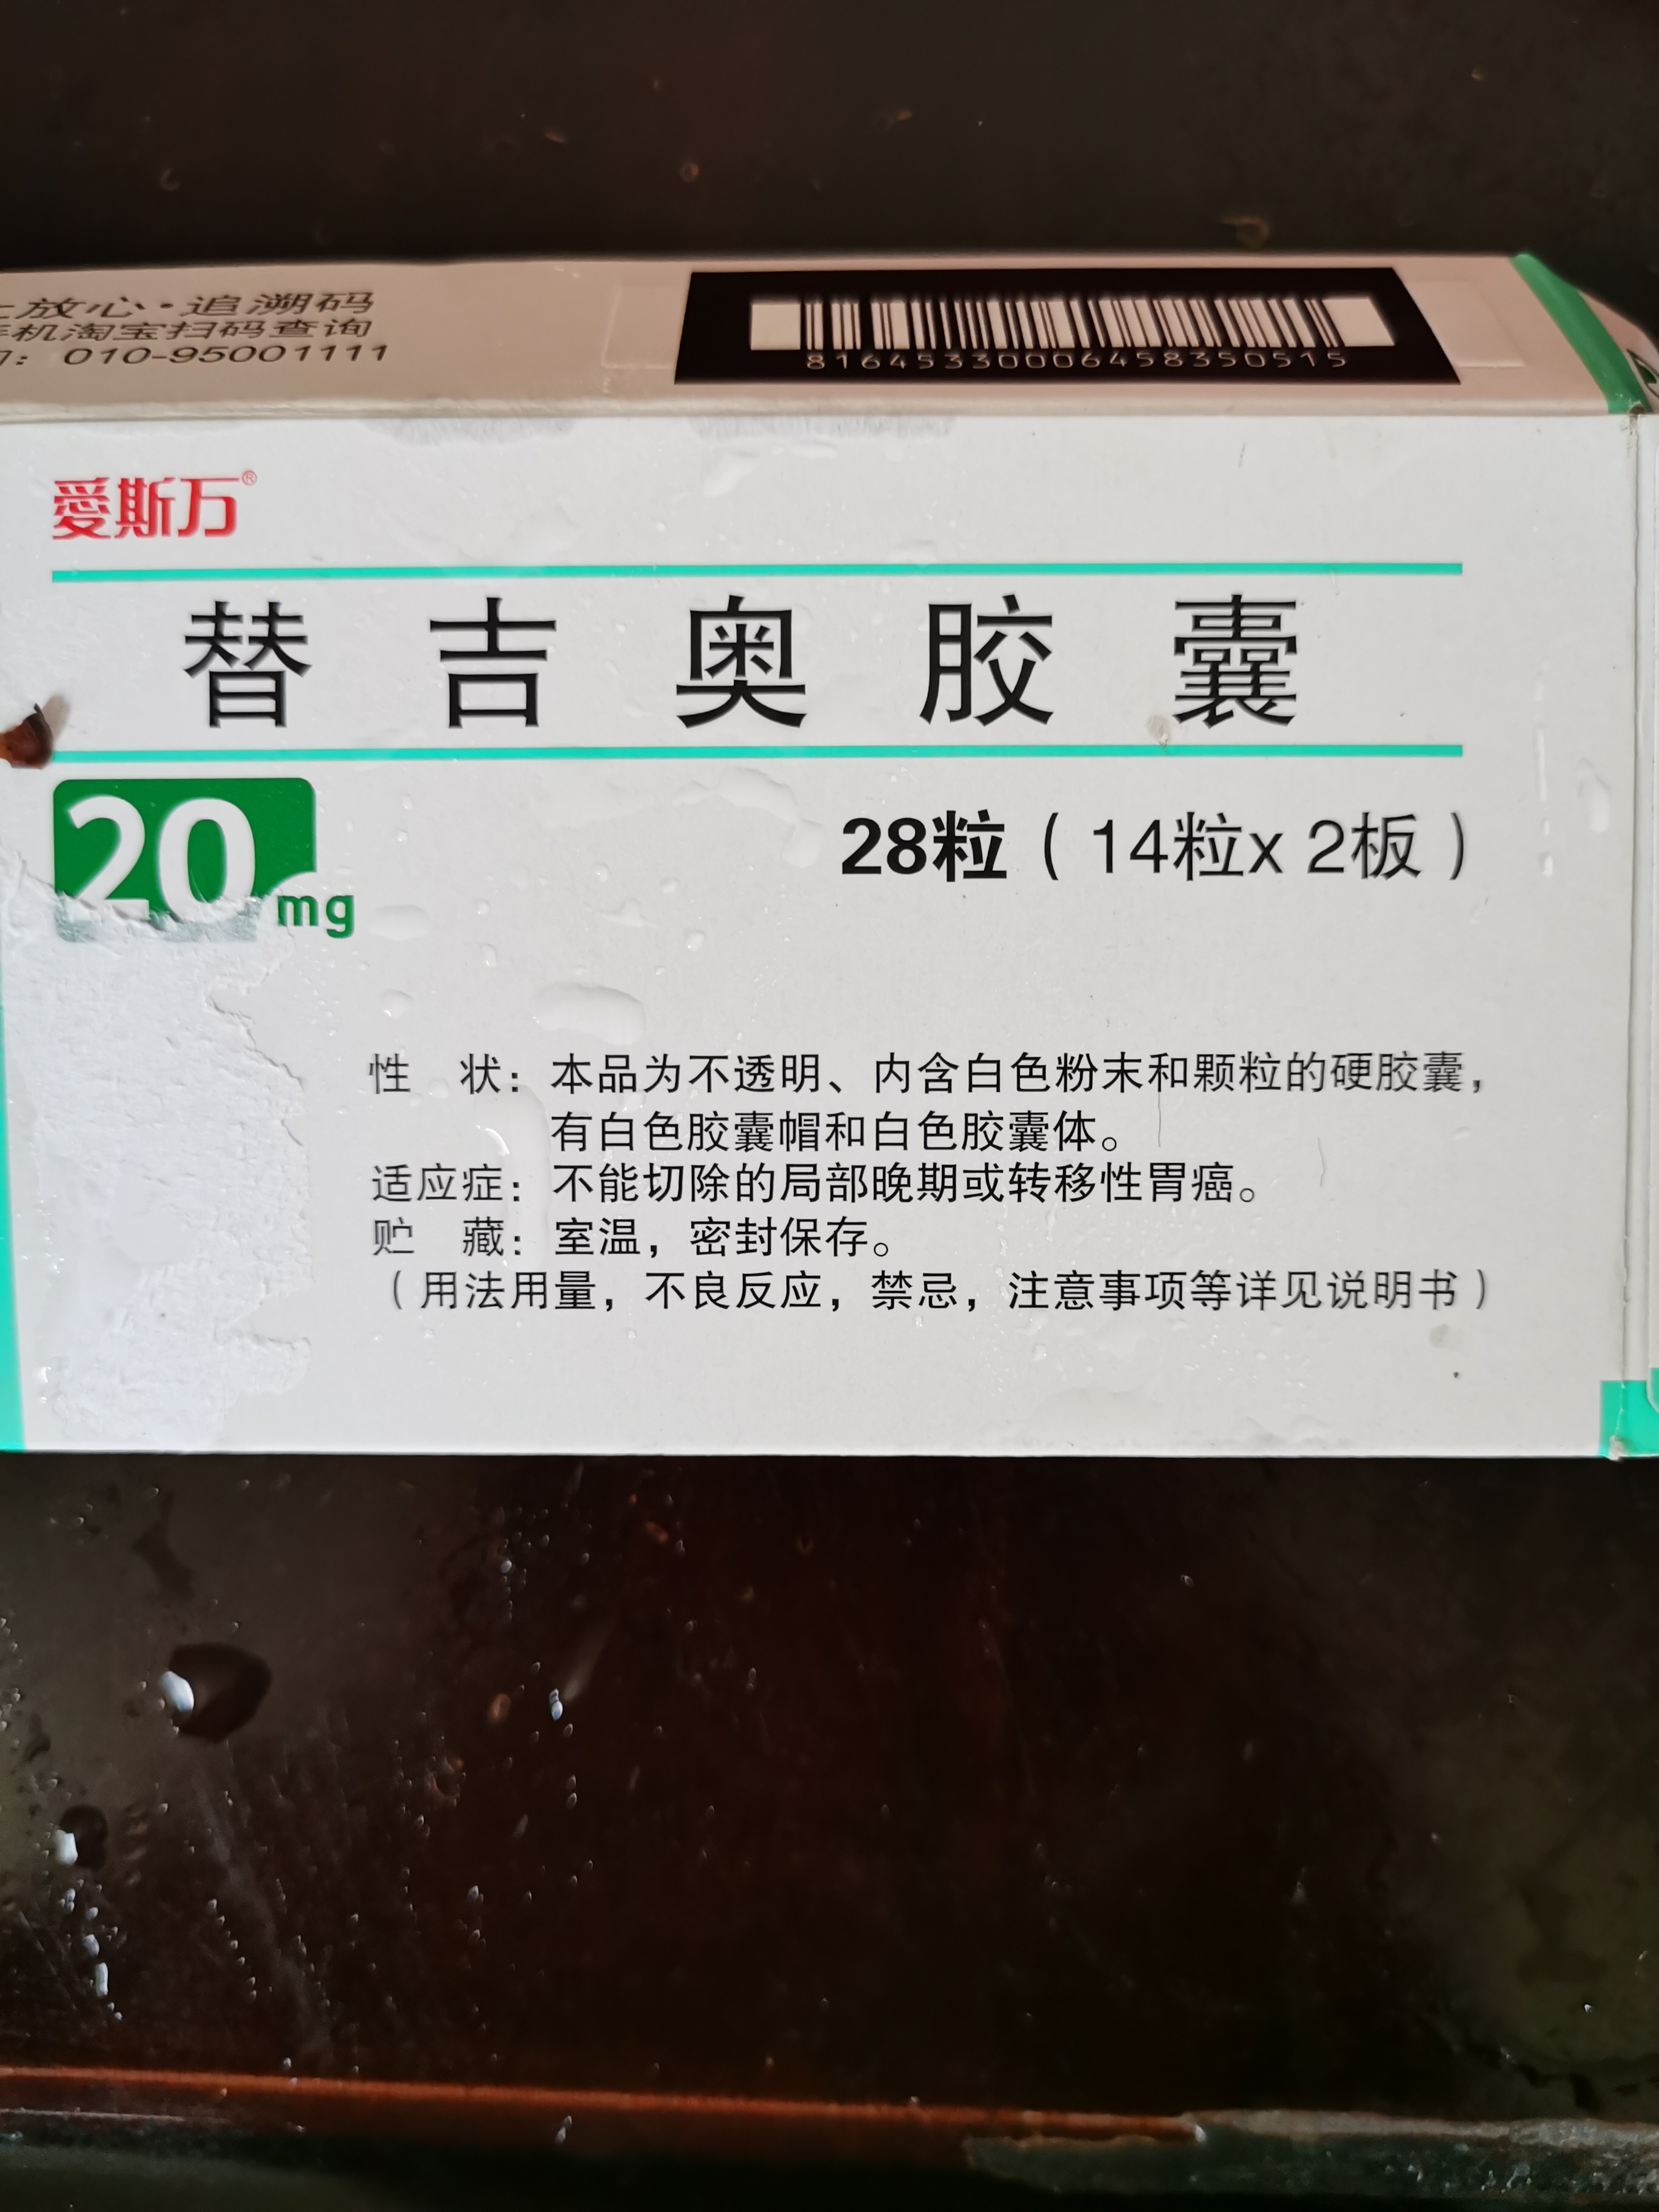 放心·追溯码
机淘宝扫码查询
：010-95001111
81645330006458350515
愛斯万®
替吉奥胶囊
20mg
28粒（14粒x 2板）
性 状：本品为不透明、内含白色粉末和颗粒的硬胶囊，
有白色胶囊帽和白色胶囊体。
适应症：不能切除的局部晚期或转移性胃癌。
贮 藏：室温，密封保存。
（用法用量，不良反应，禁忌，注意事项等详见说明书）